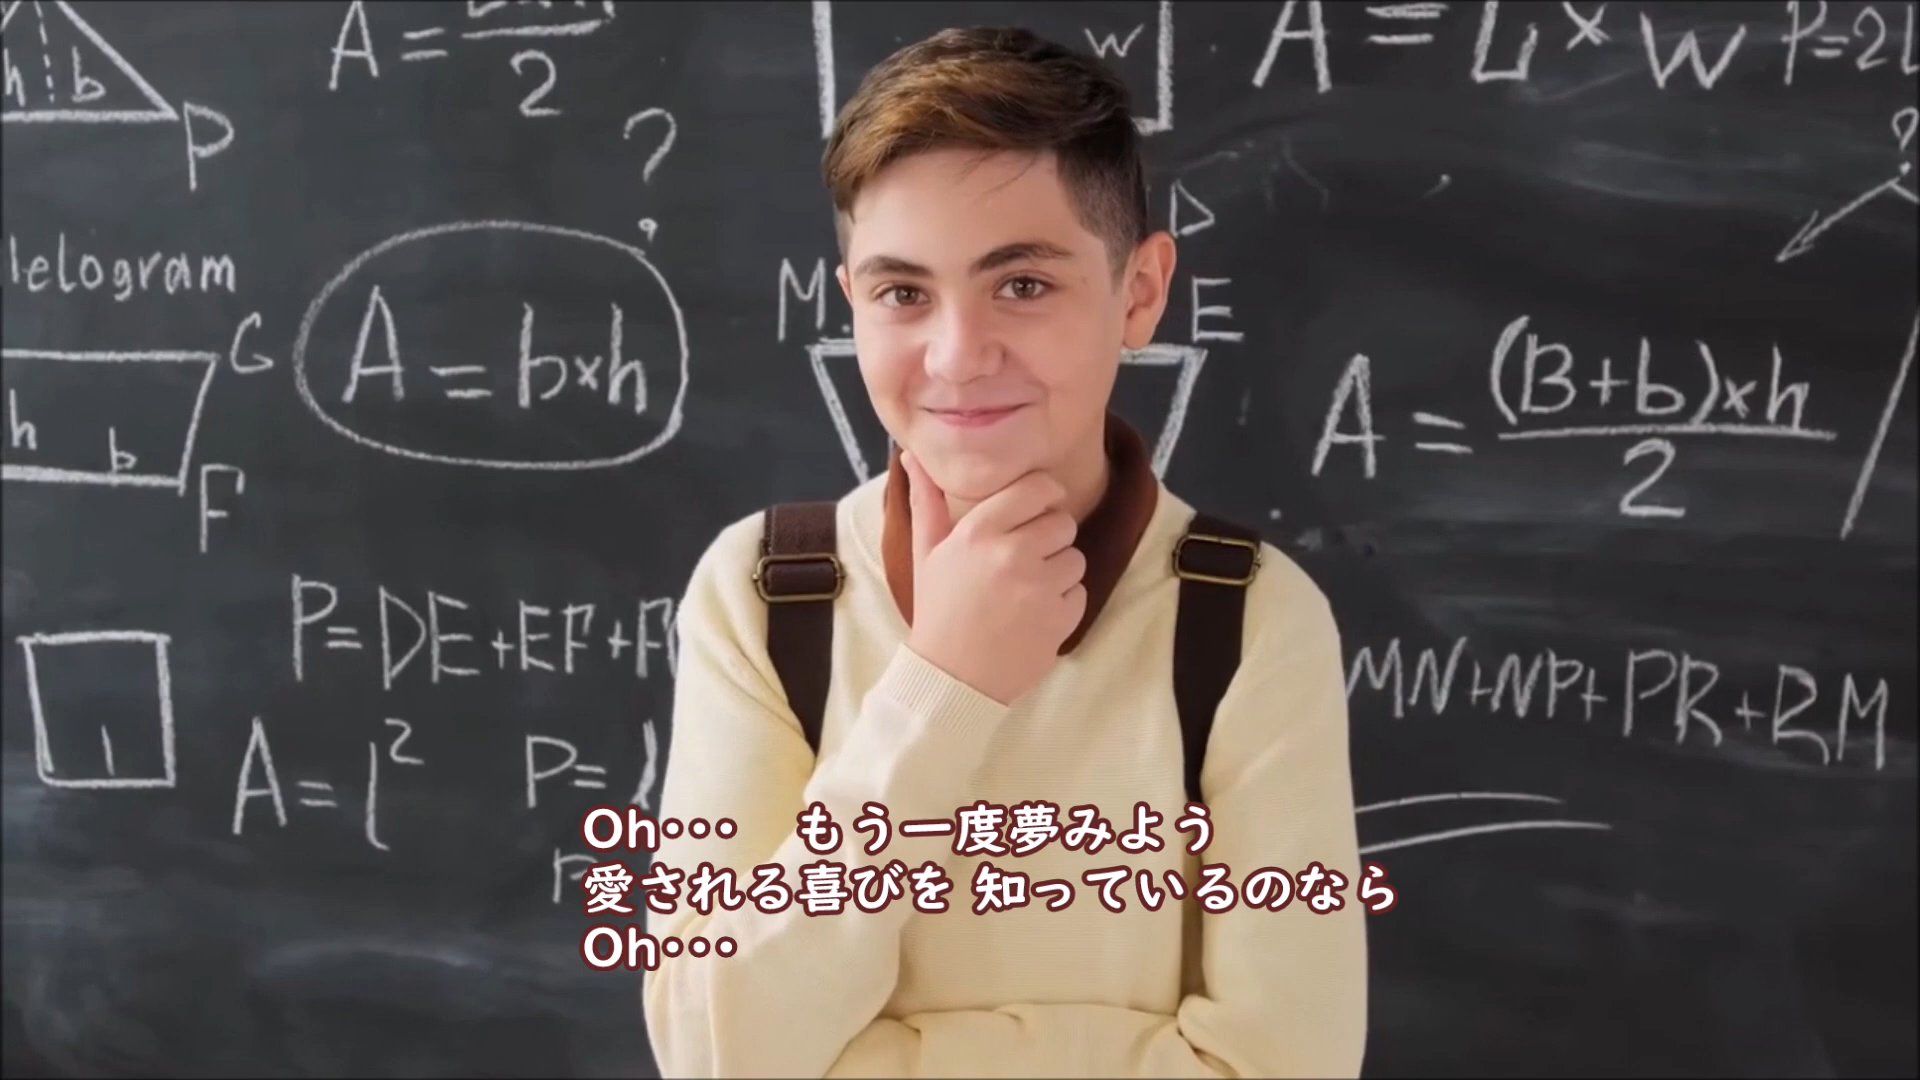 h b
P
A = 2
w
A = L × W
P=2L
?
?
lelogram
G
A = b×h
M
D
E
h
b
F
A = (B+b)×h / 2
P=DE+EF+F
MN+NP+PR+RM
l
A = l²
P=
Oh… もう一度夢みよう
愛される喜びを 知っているのなら
Oh…